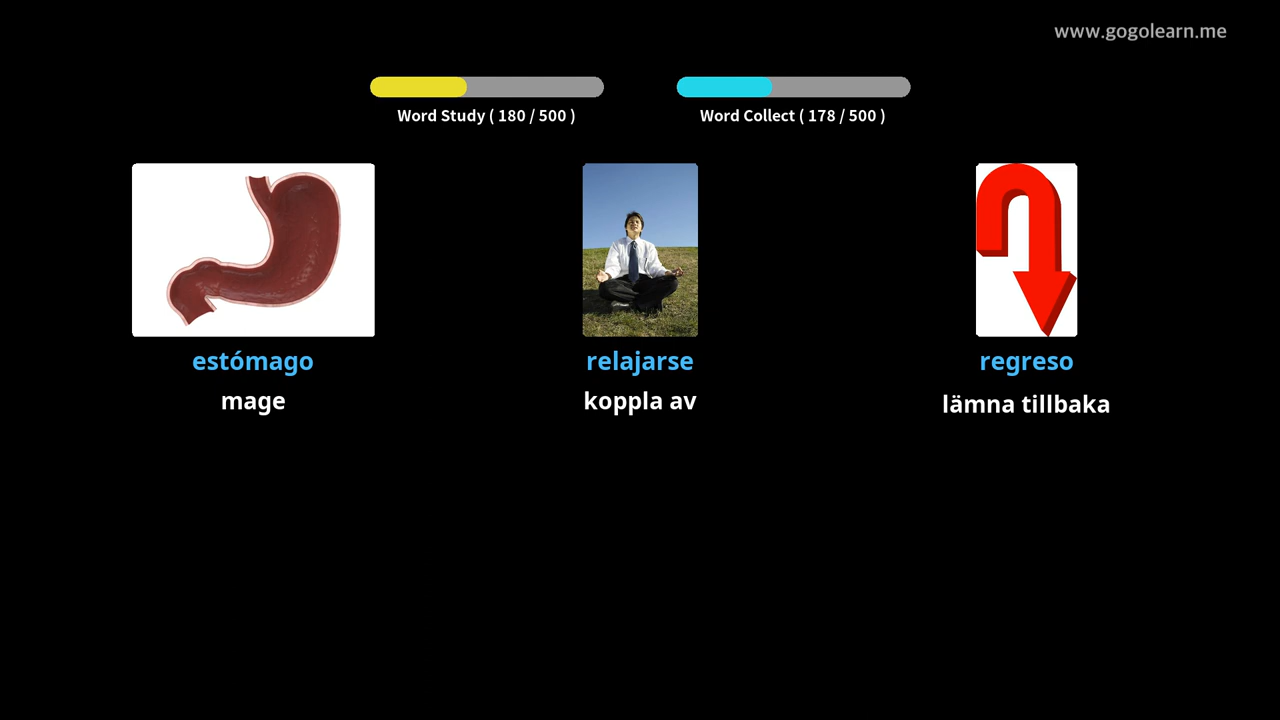 www.gogolearn.me
Word Study ( 180 / 500 )
Word Collect ( 178 / 500 )
estómago
relajarse
regreso
mage
koppla av
lämna tillbaka